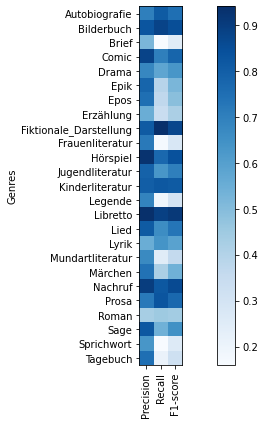 Genres
Autobiografie
Bilderbuch
Brief
Comic
Drama
Epik
Epos
Erzählung
Fiktionale_Darstellung
Frauenliteratur
Hörspiel
Jugendliteratur
Kinderliteratur
Legende
Libretto
Lied
Lyrik
Mundartliteratur
Märchen
Nachruf
Prosa
Roman
Sage
Sprichwort
Tagebuch
Precision
Recall
F1-score
0.9
0.8
0.7
0.6
0.5
0.4
0.3
0.2